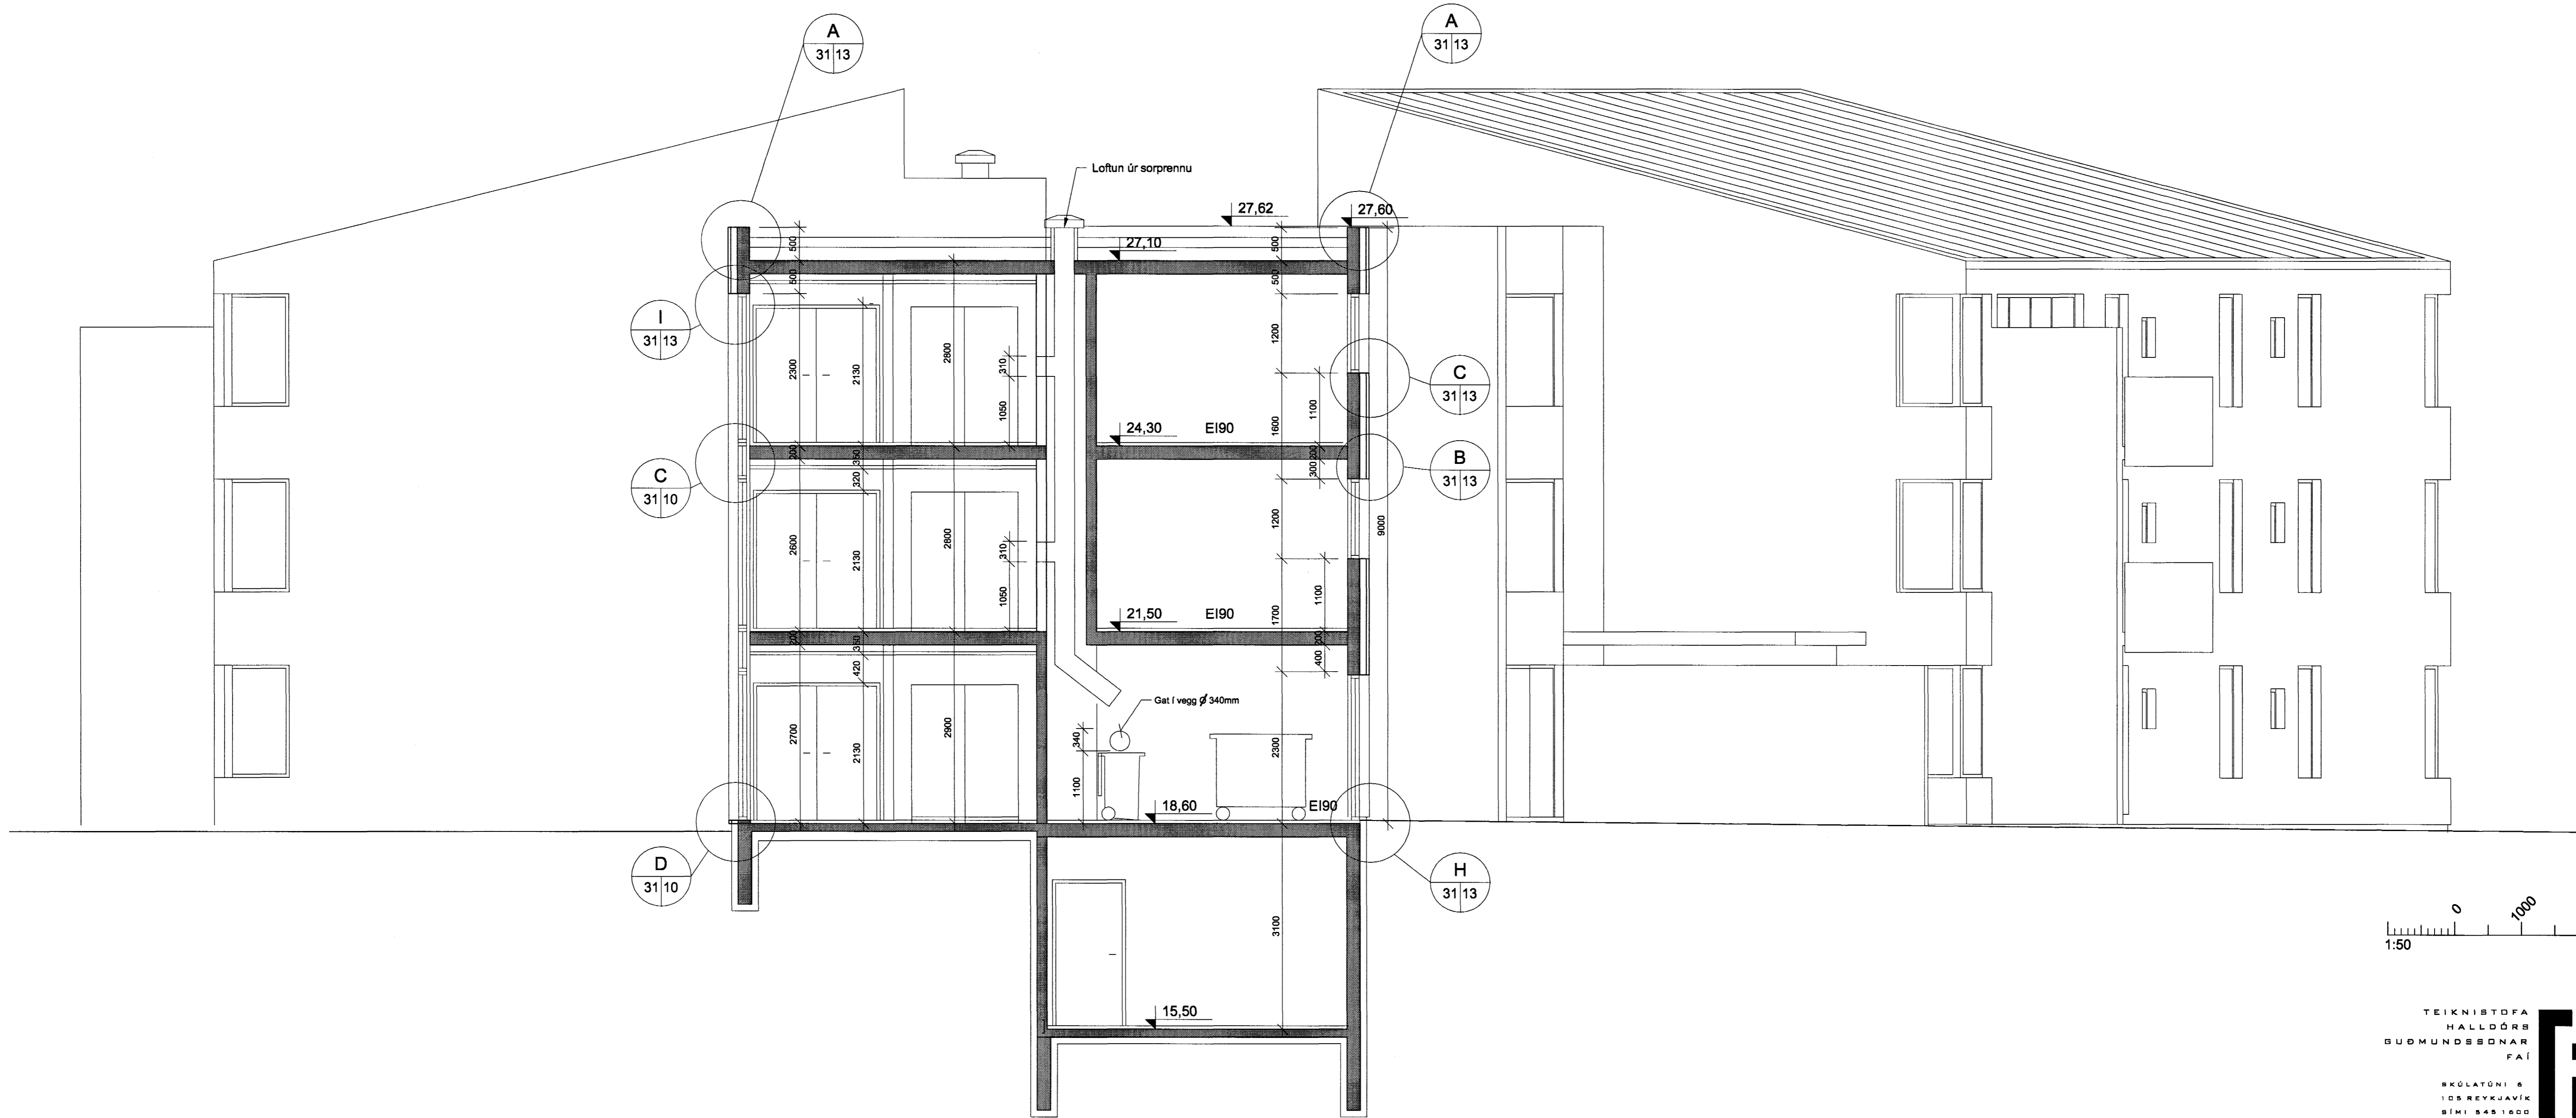 A
31 13
A
31 13
Loftun úr sorprennu
27,62
27,60
27,10
500
500
500
500
I
31 13
2300
2130
2800
310
1050
1200
1100
1600
C
31 13
24,30 EI90
200
350
320
200
300
C
31 10
B
31 13
2600
2130
2800
310
1050
1200
1100
1700
9000
21,50 EI90
200
350
420
200
400
Gat í vegg Ø 340mm
2700
2130
2900
340
1100
2300
18,60 EI90
D
31 10
H
31 13
3100
15,50
0 1000
1:50
TEIKNISTOFA
HALLDÓRS
GUÐMUNDSSONAR
FAÍ
SKÚLATÚNI 6
105 REYKJAVÍK
SÍMI 545 1600